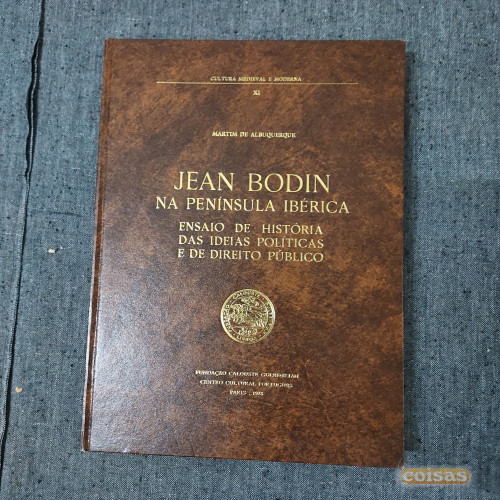 CULTURA MEDIEVAL E MODERNA
XI
MARTIM DE ALBUQUERQUE
JEAN BODIN
NA PENÍNSULA IBÉRICA
ENSAIO DE HISTÓRIA
DAS IDEIAS POLÍTICAS
E DE DIREITO PÚBLICO
FUNDAÇÃO CALOUSTE GULBENKIAN
CENTRO CULTURAL PORTUGUÊS
PARIS, 1978
coisas